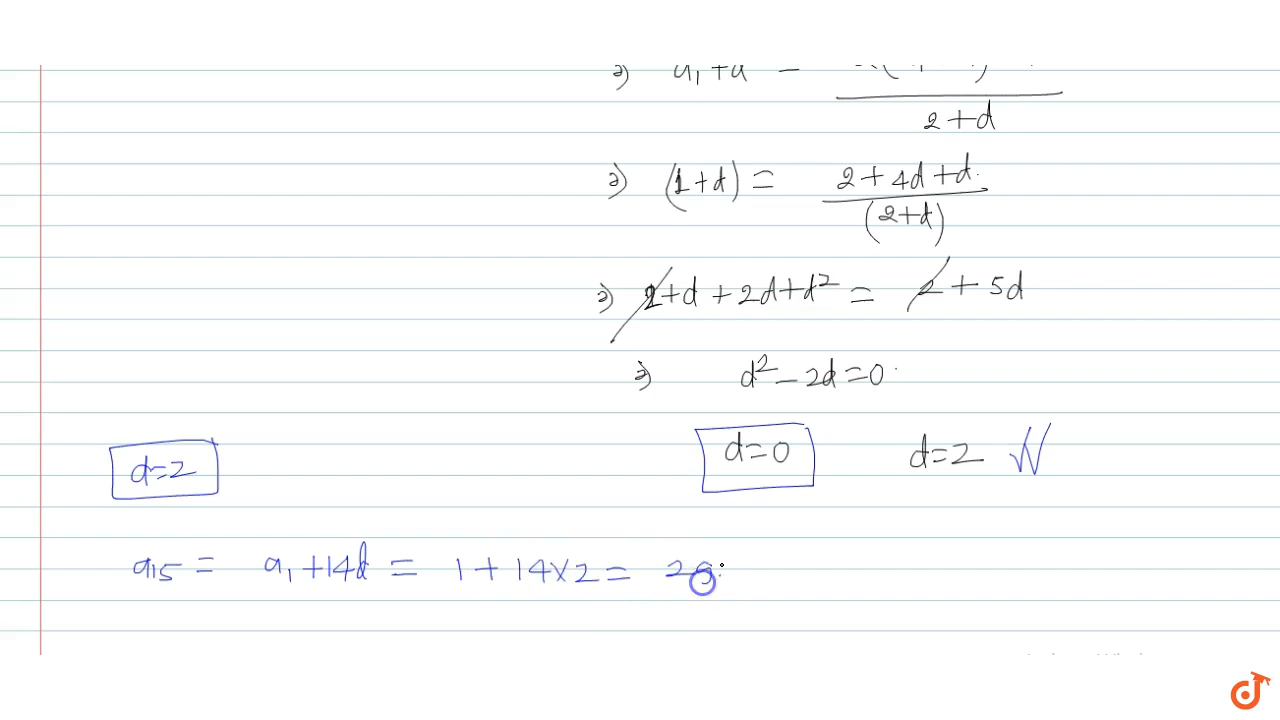 ⇒ a₁ + d =
2 + d
⇒ (1 + d) = 2 + 4d + d / (2 + d)
⇒ 2 + d + 2d + d² = 2 + 5d
⇒ d² - 2d = 0
d = 0 d = 2
d = 2
a₁₅ = a₁ + 14d = 1 + 14 × 2 = 29